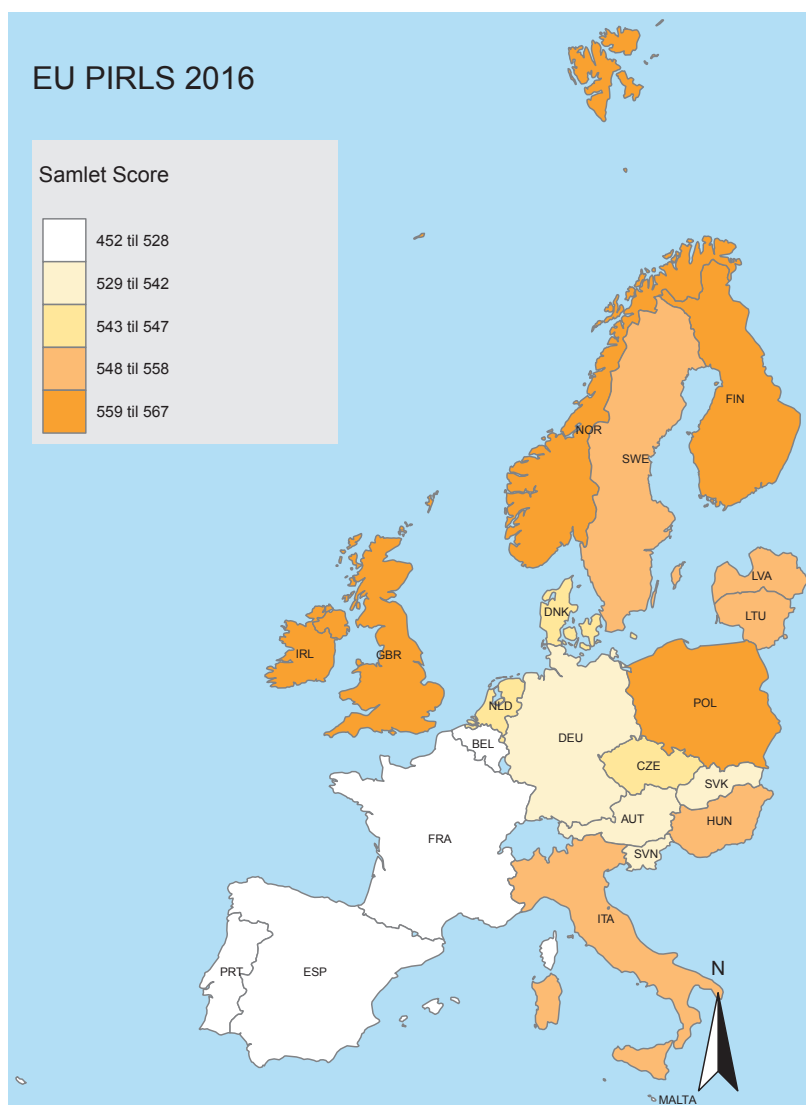 EU PIRLS 2016
Samlet Score
452 til 528
529 til 542
543 til 547
548 til 558
559 til 567
FIN
NOR
SWE
LVA
LTU
DNK
IRL
GBR
NLD
POL
BEL
DEU
CZE
SVK
AUT
HUN
FRA
SVN
ITA
PRT
ESP
N
MALTA